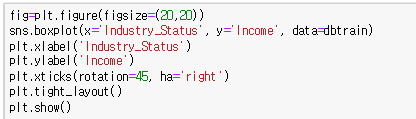 fig=plt.figure(figsize=(20,20))
sns.boxplot(x='Industry_Status', y='Income', data=dbtrain)
plt.xlabel('Industry_Status')
plt.ylabel('Income')
plt.xticks(rotation=45, ha='right')
plt.tight_layout()
plt.show()